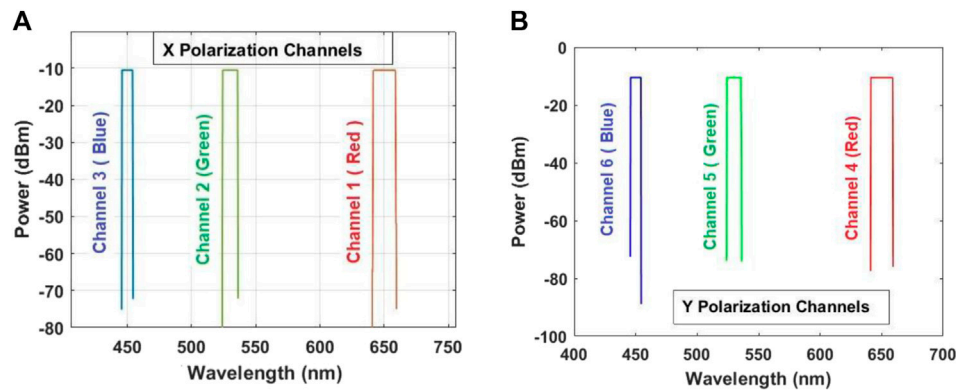 A
X Polarization Channels
-10
-20
-30
-40
-50
-60
-70
-80
Power (dBm)
Channel 3 ( Blue)
Channel 2 (Green)
Channel 1 ( Red)
450
500
550
600
650
750
Wavelength (nm)
B
0
-20
-40
-60
-80
-100
Power (dBm)
Channel 6 ( Blue)
Channel 5 ( Green)
Channel 4 (Red)
Y Polarization Channels
400
450
500
550
600
650
700
Wavelength (nm)